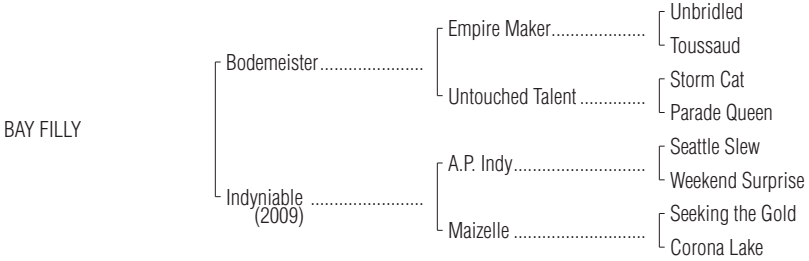 Unbridled
Empire Maker....................
Toussaud
Bodemeister......................
Storm Cat
Untouched Talent ..............
Parade Queen
BAY FILLY
Seattle Slew
A.P. Indy............................
Weekend Surprise
Indyniable ........................
(2009)
Seeking the Gold
Maizelle ............................
Corona Lake